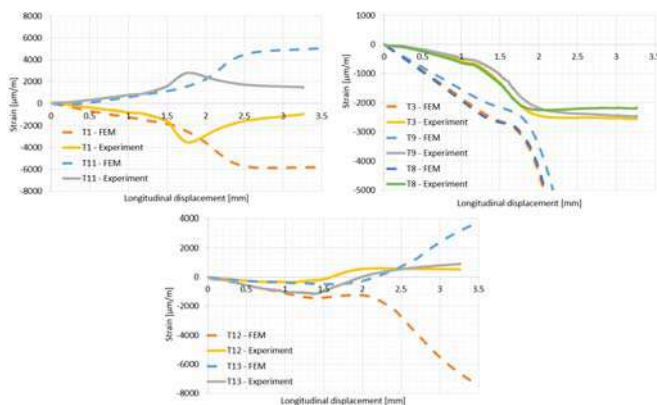 8000
6000
4000
2000
0
-2000
-4000
-6000
-8000
Strain [µm/m]
0 0.5 1 1.5 2 2.5 3 3.5
T1 - FEM
T1 - Experiment
T11 - FEM
T11 - Experiment
Longitudinal displacement [mm]
0
-1000
-2000
-3000
-4000
5000
Strain [µm/m]
0 0.5 1 1.5 2 2.5 3 3.5
T3 - FEM
T3 - Experiment
T9 - FEM
T9 - Experiment
T8 - FEM
T8 - Experiment
Longitudinal displacement [mm]
4000
2000
0
-2000
-4000
-6000
-8000
Strain [µm/m]
0 0.5 1 1.5 2 2.5 3 3.5
T12 - FEM
T12 - Experiment
T13 - FEM
T13 - Experiment
Longitudinal displacement [mm]